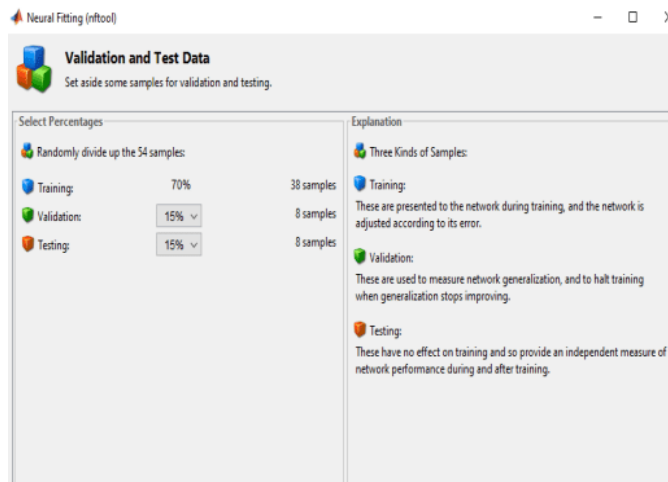 Neural Fitting (nftool)
Validation and Test Data
Set aside some samples for validation and testing.
Select Percentages
Randomly divide up the 54 samples:
Training: 70% 38 samples
Validation: 15% 8 samples
Testing: 15% 8 samples
Explanation
Three Kinds of Samples:
Training:
These are presented to the network during training, and the network is
adjusted according to its error.
Validation:
These are used to measure network generalization, and to halt training
when generalization stops improving.
Testing:
These have no effect on training and so provide an independent measure of
network performance during and after training.